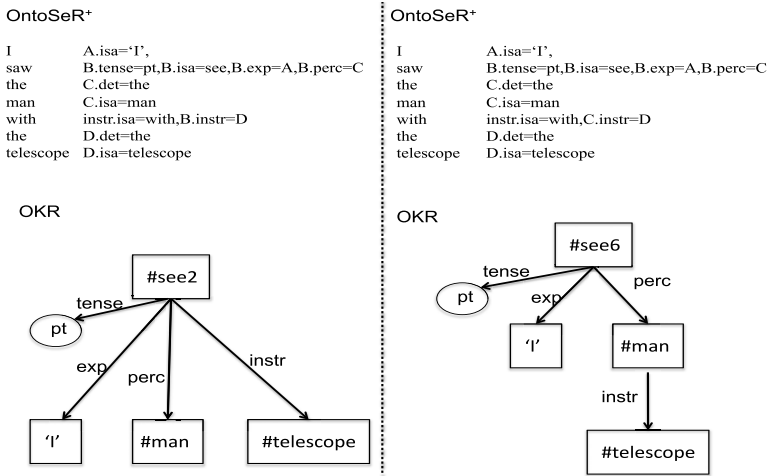 OntoSeR+
I A.isa=‘I’,
saw B.tense=pt,B.isa=see,B.exp=A,B.perc=C
the C.det=the
man C.isa=man
with instr.isa=with,B.instr=D
the D.det=the
telescope D.isa=telescope
OKR
#see2
tense
pt
exp
perc
instr
‘I’
#man
#telescope
OntoSeR+
I A.isa=‘I’,
saw B.tense=pt,B.isa=see,B.exp=A,B.perc=C
the C.det=the
man C.isa=man
with instr.isa=with,C.instr=D
the D.det=the
telescope D.isa=telescope
OKR
#see6
tense
perc
pt
exp
‘I’
#man
instr
#telescope